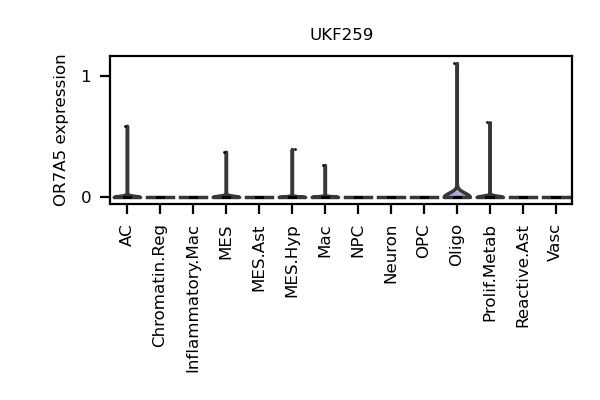 UKF259
OR7A5 expression
1
0
AC
Chromatin.Reg
Inflammatory.Mac
MES
MES.Ast
MES.Hyp
Mac
NPC
Neuron
OPC
Oligo
Prolif.Metab
Reactive.Ast
Vasc